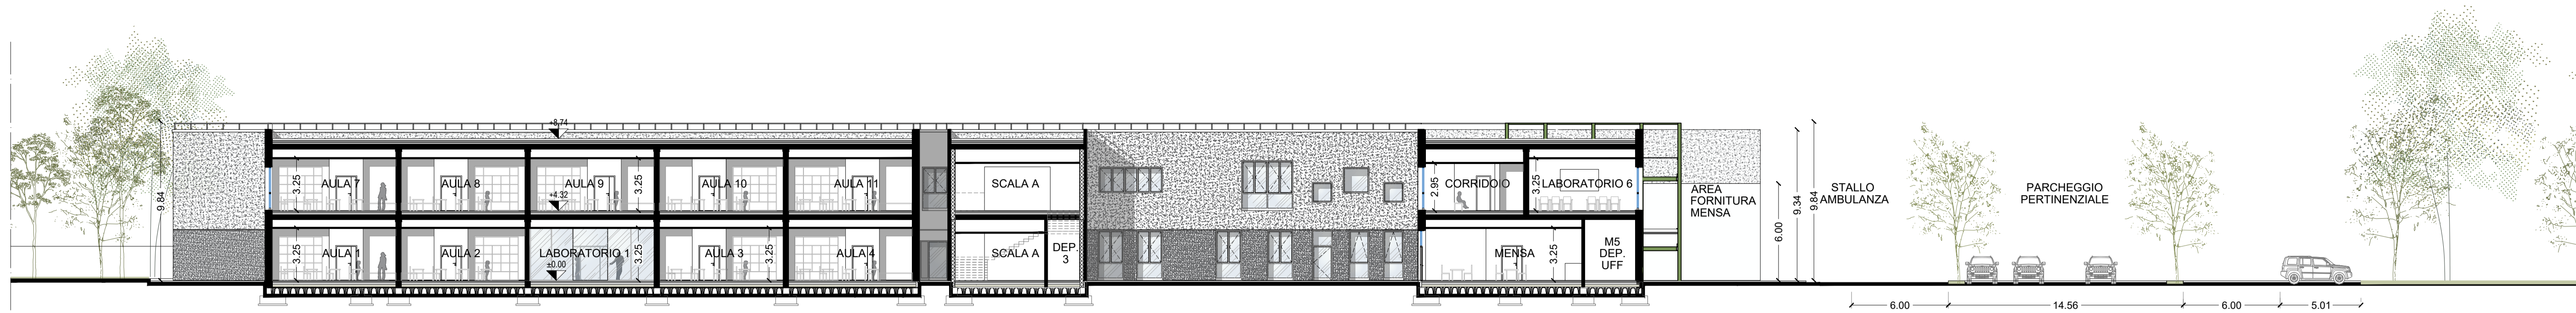 +8.74
9.84
3.25
AULA 7
AULA 8
AULA 9
+4.32
3.25
AULA 10
AULA 11
SCALA A
2.95
CORRIDOIO
3.25
LABORATORIO 6
AREA
FORNITURA
MENSA
6.00
9.34
9.84
STALLO
AMBULANZA
PARCHEGGIO
PERTINENZIALE
3.25
AULA 1
AULA 2
LABORATORIO 1
±0.00
3.25
AULA 3
3.25
AULA 4
SCALA A
DEP.
3
MENSA
3.25
M5
DEP.
UFF
6.00
14.56
6.00
5.01